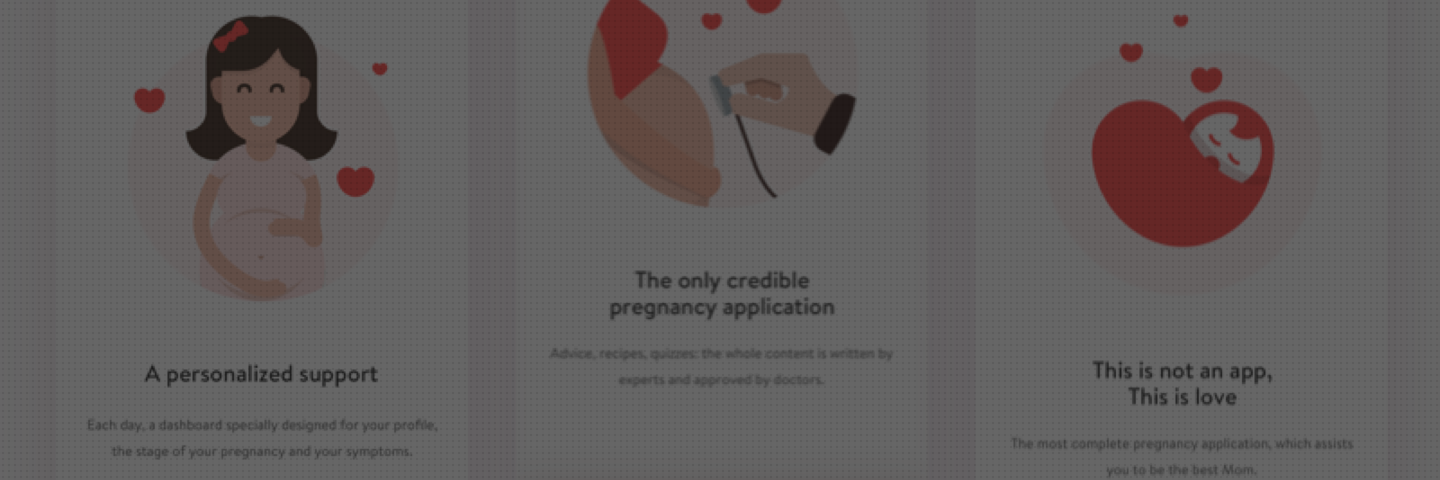 A personalized support
Each day, a dashboard specially designed for your profile,
the stage of your pregnancy and your symptoms.
The only credible
pregnancy application
Advice, recipes, quizzes: the whole content is written by
experts and approved by doctors.
This is not an app,
This is love
The most complete pregnancy application, which assists
you to be the best Mom.